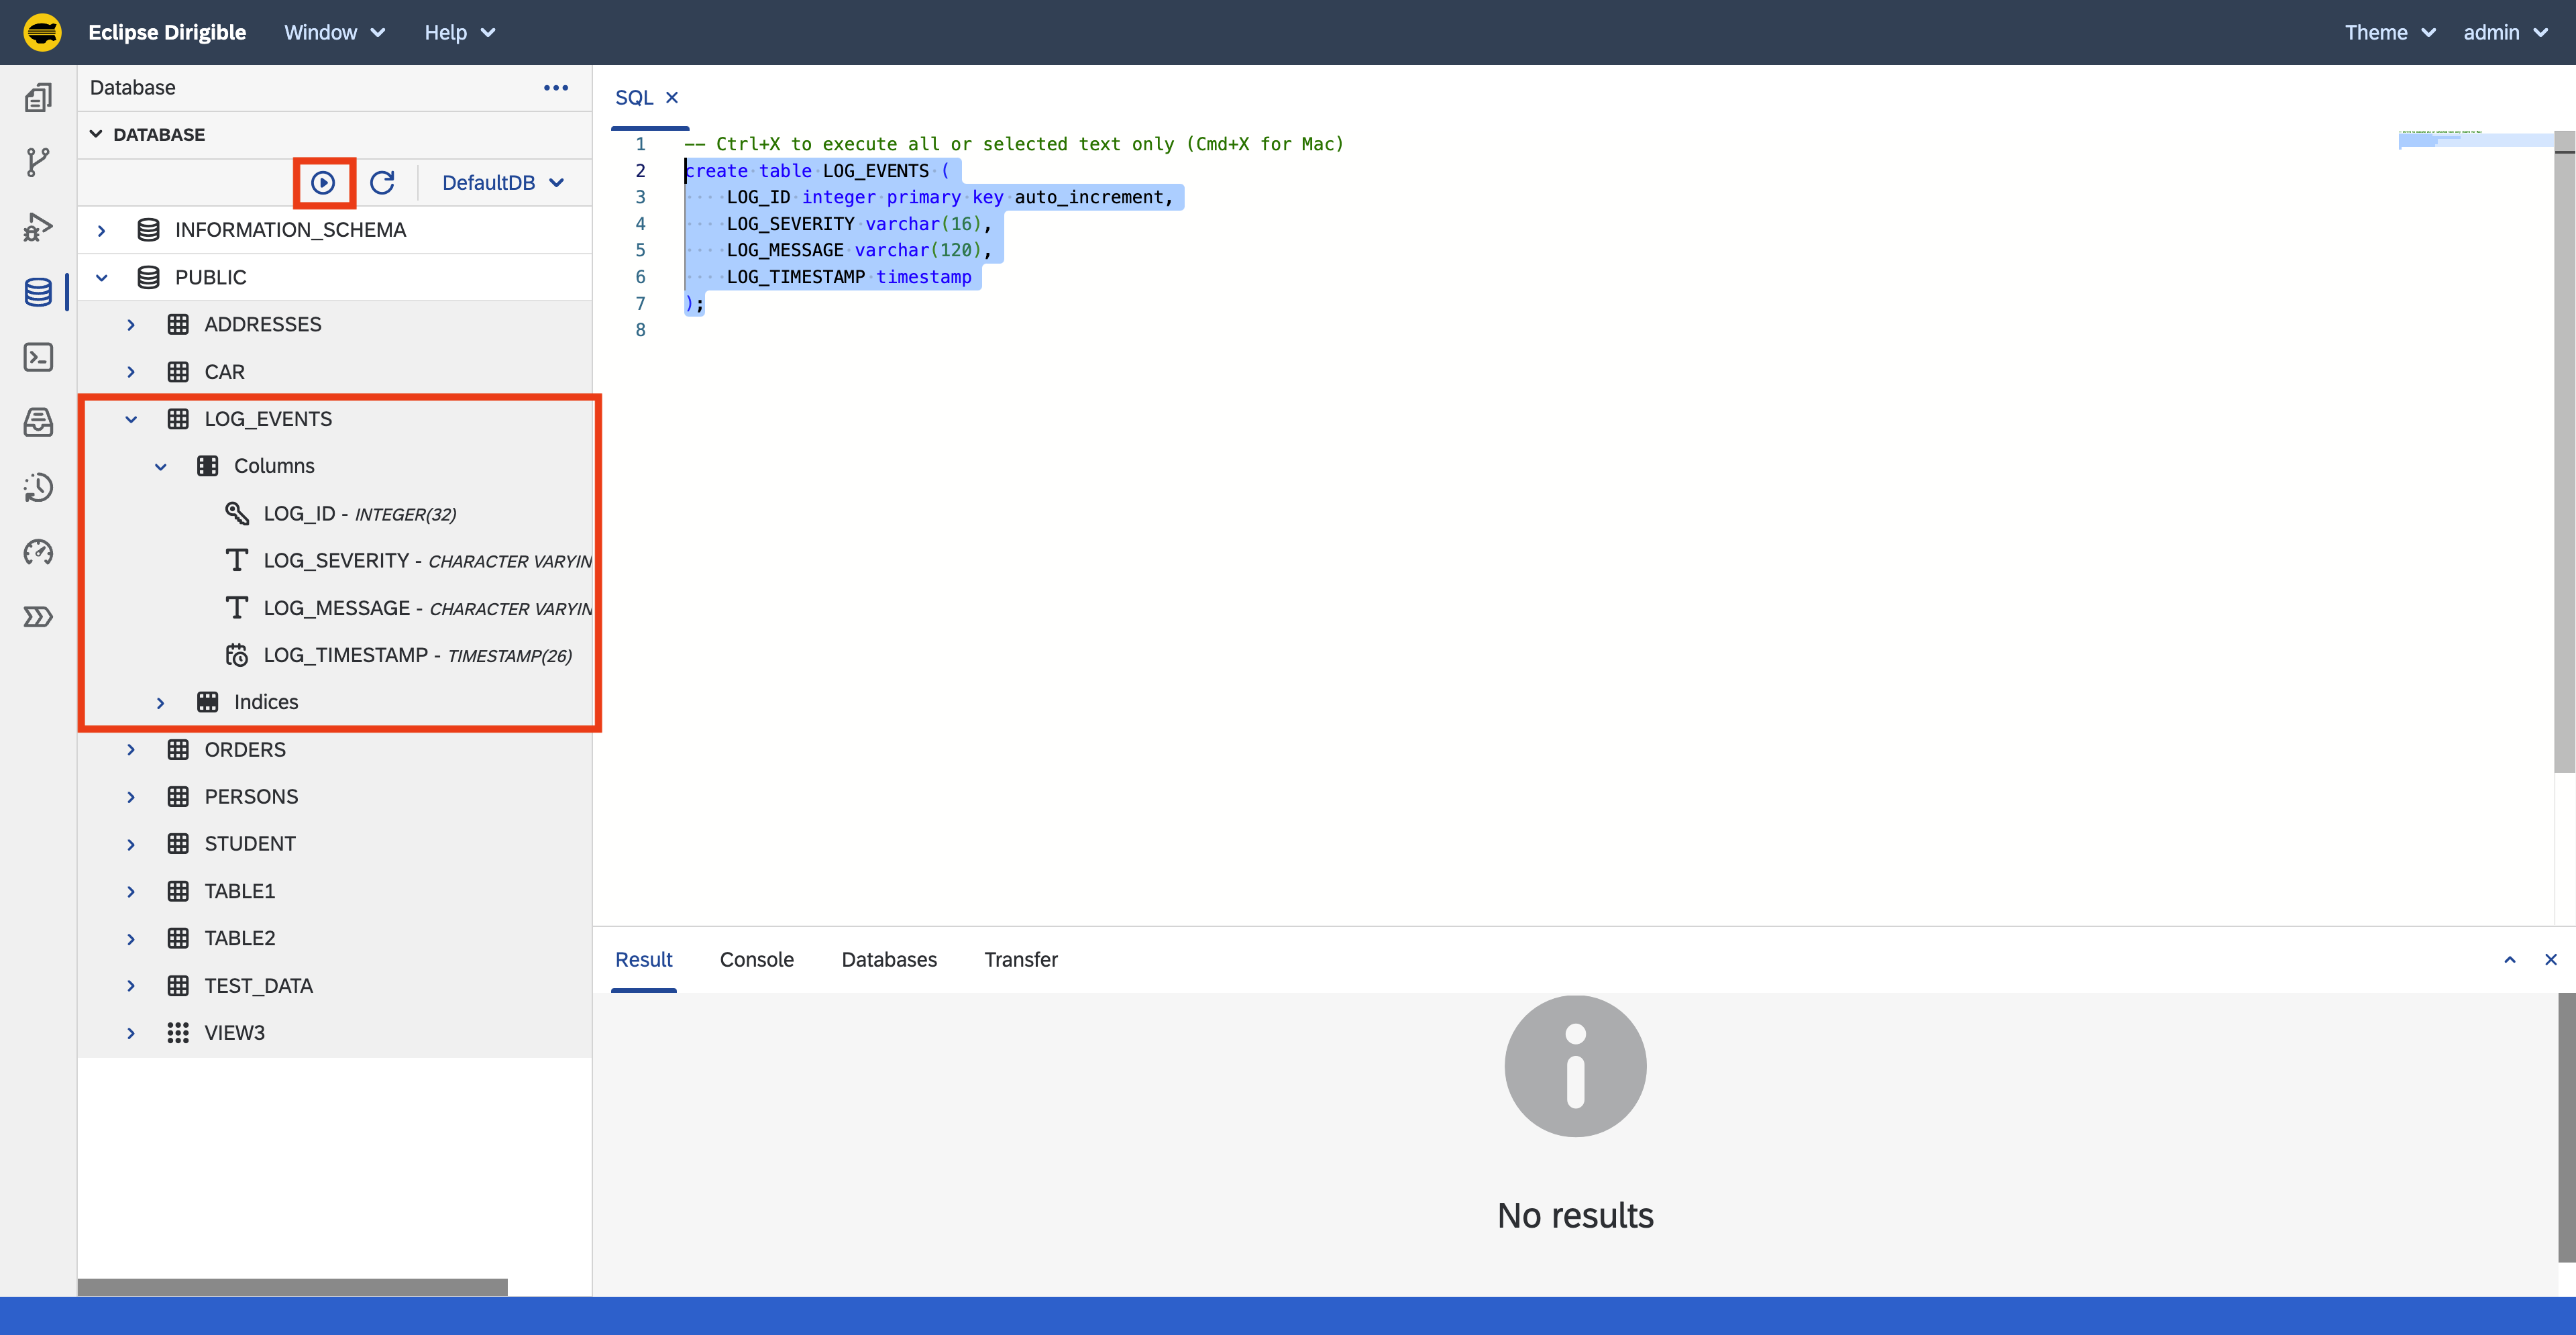 Eclipse Dirigible Window Help Theme admin
Database
DATABASE
DefaultDB
INFORMATION_SCHEMA
PUBLIC
ADDRESSES
CAR
LOG_EVENTS
Columns
LOG_ID - INTEGER(32)
LOG_SEVERITY - CHARACTER VARYIN
LOG_MESSAGE - CHARACTER VARYIN
LOG_TIMESTAMP - TIMESTAMP(26)
Indices
ORDERS
PERSONS
STUDENT
TABLE1
TABLE2
TEST_DATA
VIEW3
SQL
1 -- Ctrl+X to execute all or selected text only (Cmd+X for Mac)
2 create table LOG_EVENTS (
3 LOG_ID integer primary key auto_increment,
4 LOG_SEVERITY varchar(16),
5 LOG_MESSAGE varchar(120),
6 LOG_TIMESTAMP timestamp
7 );
8
Result Console Databases Transfer
No results